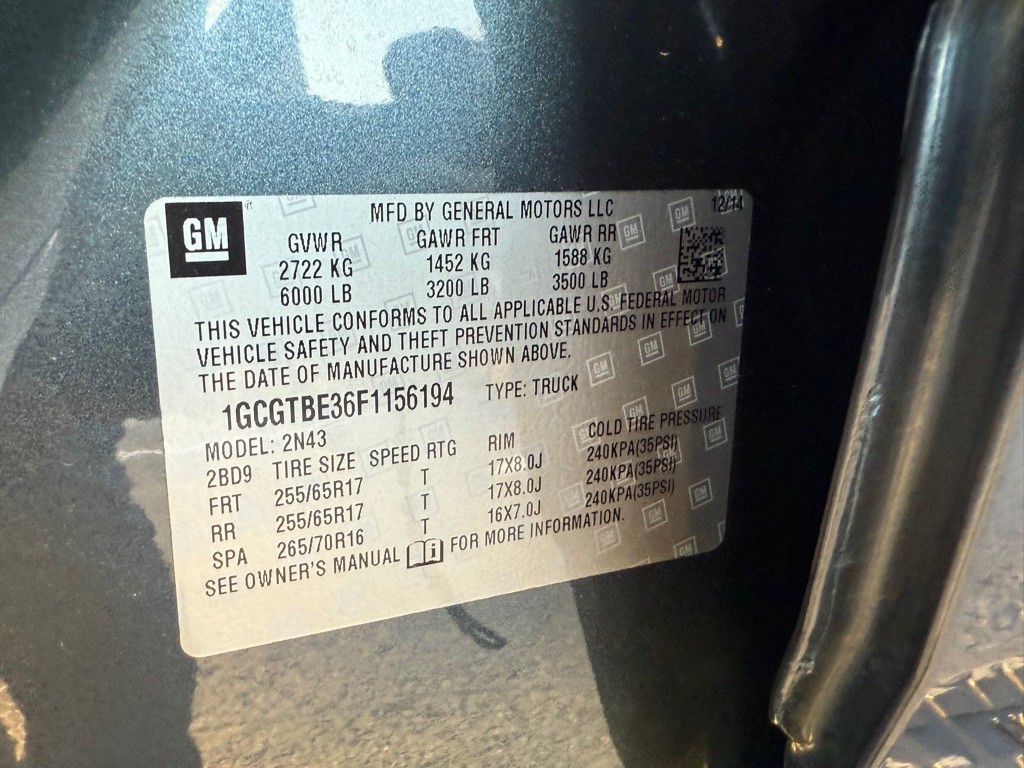 GM
MFD BY GENERAL MOTORS LLC 12/14
GVWR GAWR FRT GAWR RR
2722 KG 1452 KG 1588 KG
6000 LB 3200 LB 3500 LB
THIS VEHICLE CONFORMS TO ALL APPLICABLE U.S. FEDERAL MOTOR
VEHICLE SAFETY AND THEFT PREVENTION STANDARDS IN EFFECT ON
THE DATE OF MANUFACTURE SHOWN ABOVE.
1GCGTBE36F1156194 TYPE: TRUCK
MODEL: 2N43
2BD9 TIRE SIZE SPEED RTG RIM COLD TIRE PRESSURE
FRT 255/65R17 T 17X8.0J 240KPA(35PSI)
RR 255/65R17 T 17X8.0J 240KPA(35PSI)
SPA 265/70R16 T 16X7.0J 240KPA(35PSI)
SEE OWNER'S MANUAL FOR MORE INFORMATION.